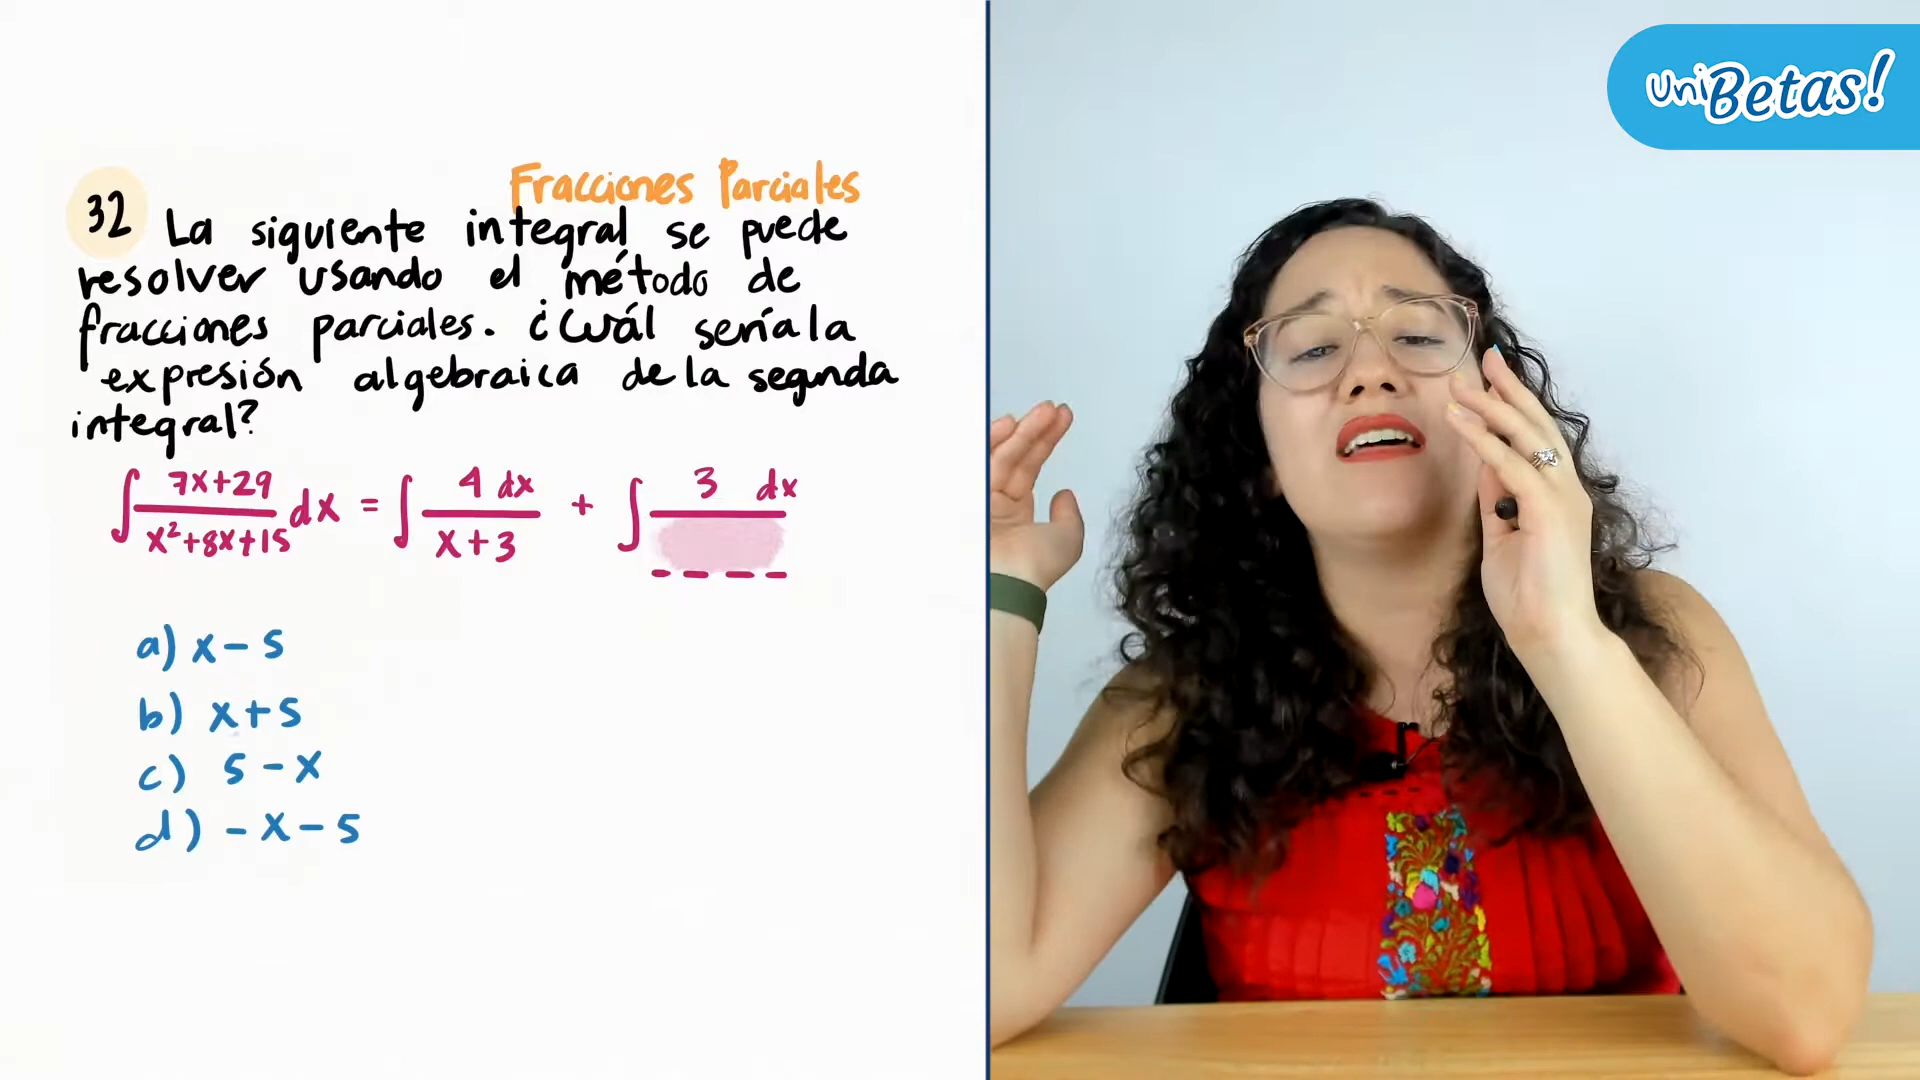 uniBetas!
Fracciones Parciales
32 La siguiente integral se puede
resolver usando el método de
fracciones parciales. ¿Cuál sería la
expresión algebraica de la segunda
integral?
∫ 7x+29 / x²+8x+15 dx = ∫ 4 dx / x+3 + ∫ 3 dx / ----
a) x-5
b) x+5
c) 5-x
d) -x-5